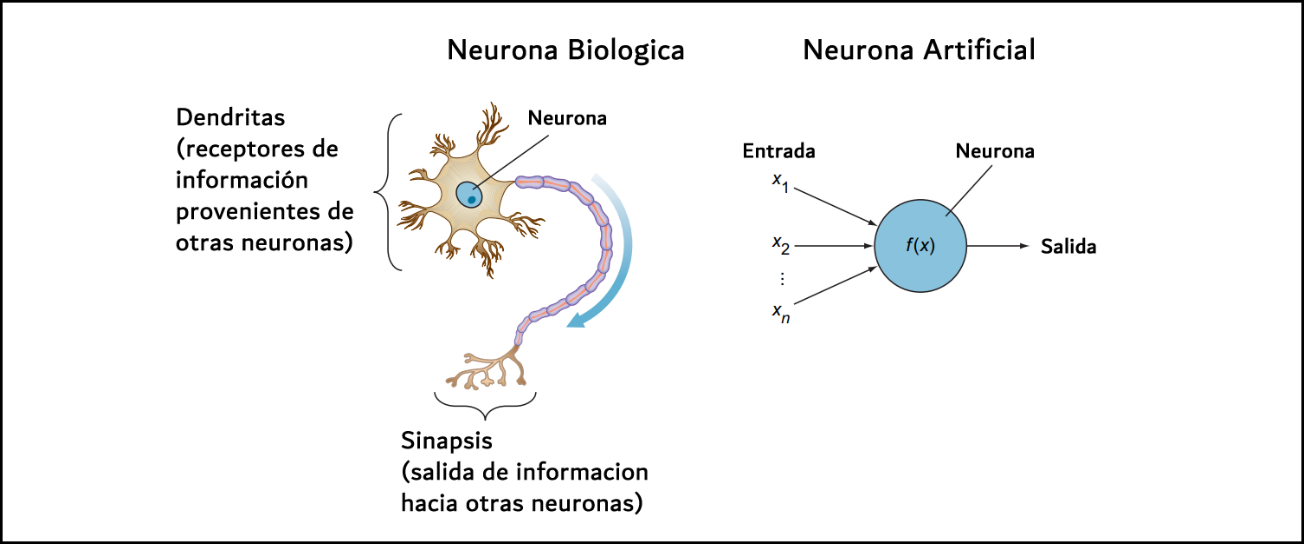 Neurona Biologica
Neurona Artificial
Dendritas
(receptores de
información
provenientes de
otras neuronas)
Neurona
Sinapsis
(salida de informacion
hacia otras neuronas)
Entrada
x1
x2
⋮
xn
Neurona
f(x)
Salida